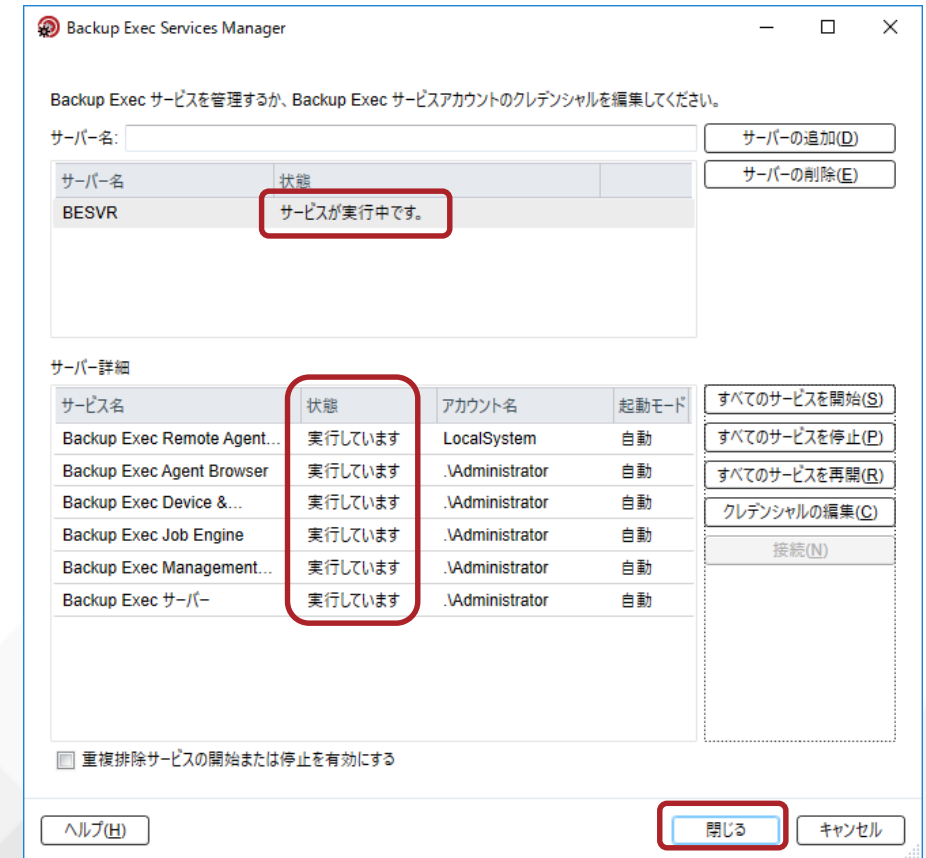 Backup Exec Services Manager
Backup Exec サービスを管理するか、Backup Exec サービスアカウントのクレデンシャルを編集してください。
サーバー名:
サーバーの追加(D)
サーバーの削除(E)
サーバー名 状態
BESVR サービスが実行中です。
サーバー詳細
サービス名 状態 アカウント名 起動モード
Backup Exec Remote Agent... 実行しています LocalSystem 自動
Backup Exec Agent Browser 実行しています .\Administrator 自動
Backup Exec Device &... 実行しています .\Administrator 自動
Backup Exec Job Engine 実行しています .\Administrator 自動
Backup Exec Management... 実行しています .\Administrator 自動
Backup Exec サーバー 実行しています .\Administrator 自動
すべてのサービスを開始(S)
すべてのサービスを停止(P)
すべてのサービスを再開(R)
クレデンシャルの編集(C)
接続(N)
重複排除サービスの開始または停止を有効にする
ヘルプ(H)
閉じる
キャンセル